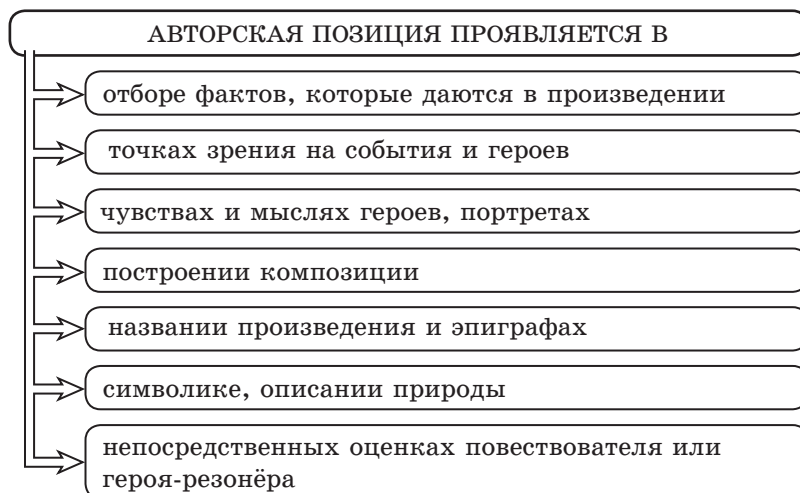 АВТОРСКАЯ ПОЗИЦИЯ ПРОЯВЛЯЕТСЯ В
отборе фактов, которые даются в произведении
точках зрения на события и героев
чувствах и мыслях героев, портретах
построении композиции
названии произведения и эпиграфах
символике, описании природы
непосредственных оценках повествователя или
героя-резонёра